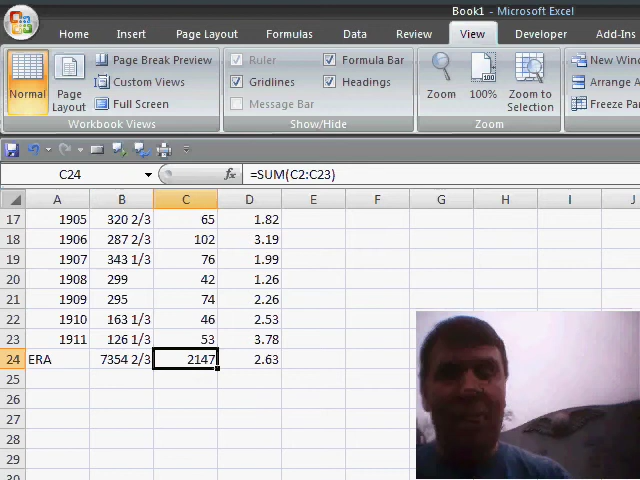 Book1 - Microsoft Excel
Home Insert Page Layout Formulas Data Review View Developer Add-Ins
Page Break Preview Ruler Formula Bar New Wind
Custom Views Gridlines Headings Arrange A
Normal Page Layout Full Screen Message Bar Zoom 100% Zoom to Selection Freeze Pan
Workbook Views Show/Hide Zoom
C24 fx =SUM(C2:C23)
A B C D E F G H I J
17 1905 320 2/3 65 1.82
18 1906 287 2/3 102 3.19
19 1907 343 1/3 76 1.99
20 1908 299 42 1.26
21 1909 295 74 2.26
22 1910 163 1/3 46 2.53
23 1911 126 1/3 53 3.78
24 ERA 7354 2/3 2147 2.63
25
26
27
28
29
30